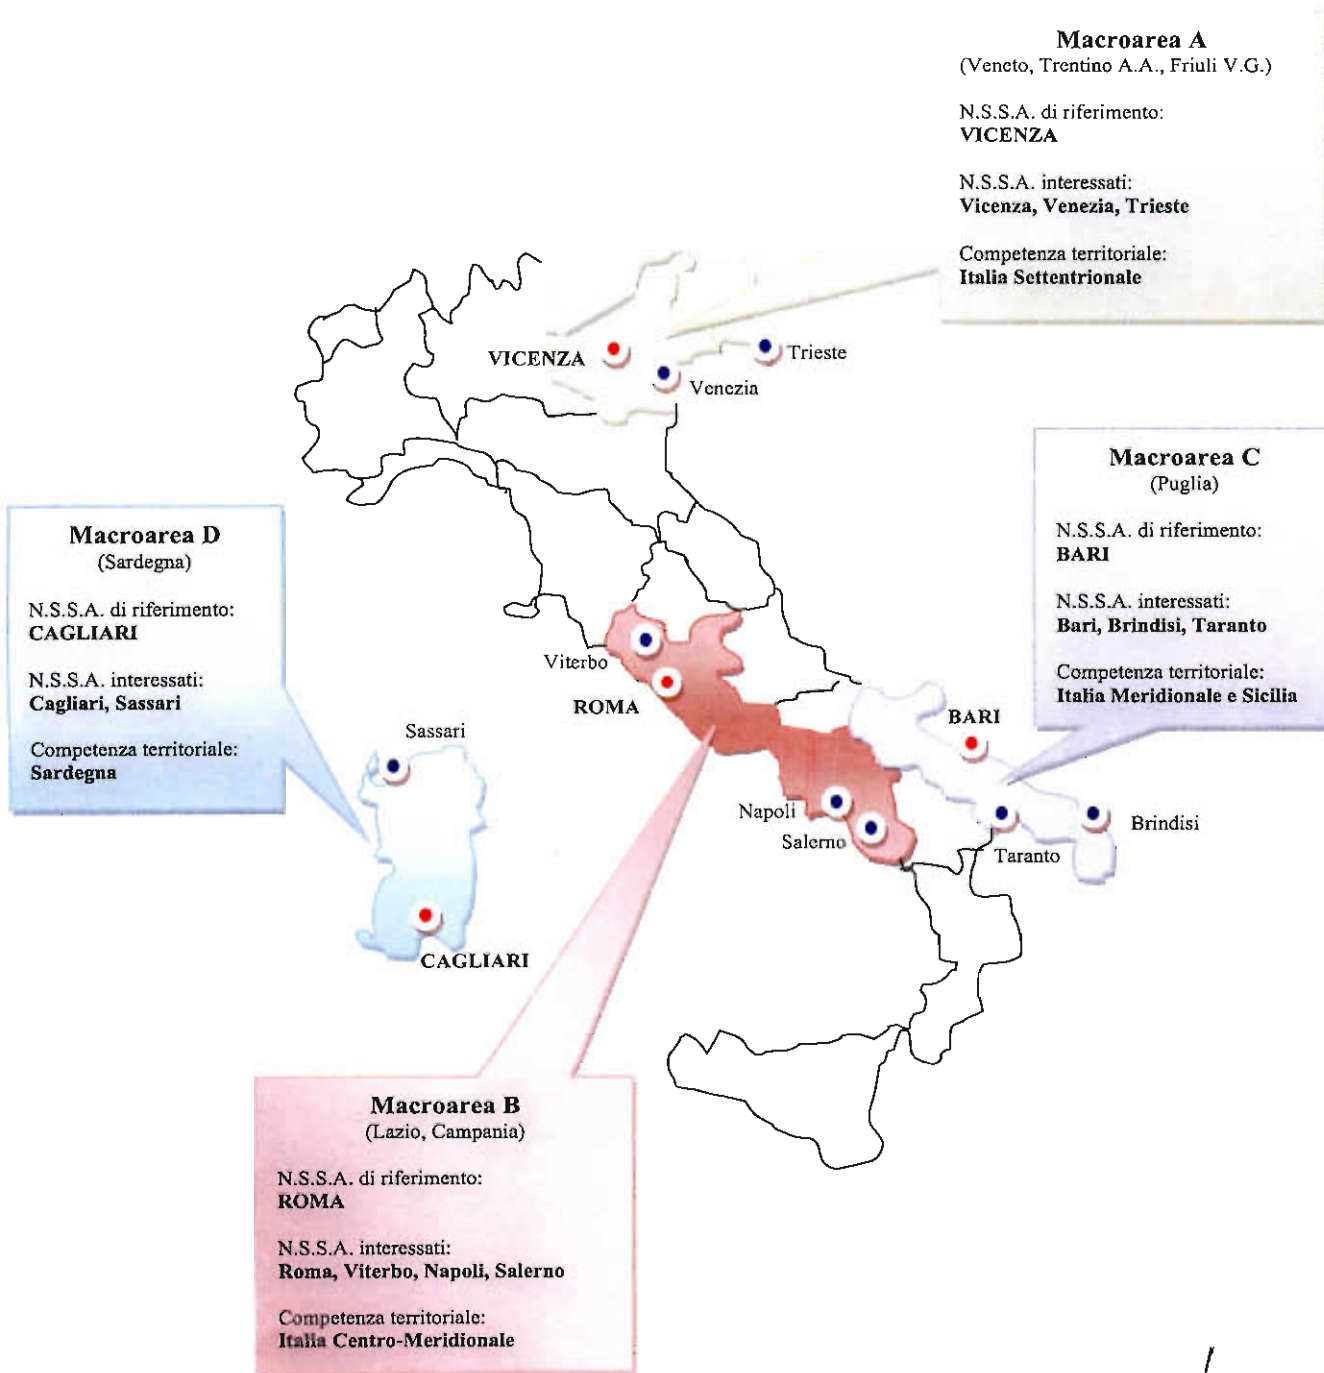 Macroarea A
(Veneto, Trentino A.A., Friuli V.G.)
N.S.S.A. di riferimento:
VICENZA
N.S.S.A. interessati:
Vicenza, Venezia, Trieste
Competenza territoriale:
Italia Settentrionale
VICENZA
Venezia
Trieste
Macroarea C
(Puglia)
N.S.S.A. di riferimento:
BARI
N.S.S.A. interessati:
Bari, Brindisi, Taranto
Competenza territoriale:
Italia Meridionale e Sicilia
Macroarea D
(Sardegna)
N.S.S.A. di riferimento:
CAGLIARI
N.S.S.A. interessati:
Cagliari, Sassari
Competenza territoriale:
Sardegna
Viterbo
ROMA
BARI
Sassari
Napoli
Salerno
Taranto
Brindisi
CAGLIARI
Macroarea B
(Lazio, Campania)
N.S.S.A. di riferimento:
ROMA
N.S.S.A. interessati:
Roma, Viterbo, Napoli, Salerno
Competenza territoriale:
Italia Centro-Meridionale